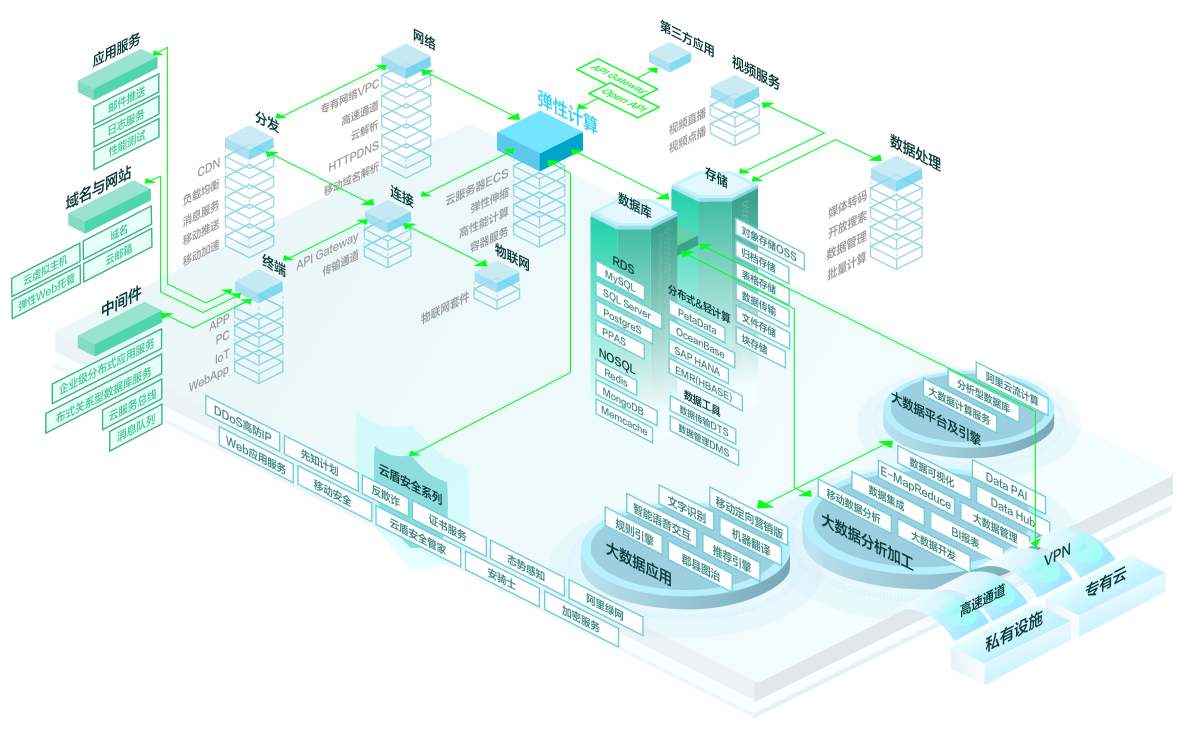 应用服务
邮件推送
日志服务
性能测试
域名与网站
域名
云虚拟主机
云邮箱
弹性Web托管
中间件
企业级分布式应用服务
布式关系型数据库服务
云服务总线
消息队列
网络
专有网络VPC
高速通道
云解析
HTTPDNS
移动域名解析
分发
CDN
负载均衡
消息服务
移动推送
移动加速
连接
API Gateway
传输通道
终端
APP
PC
IoT
WebApp
物联网
物联网套件
弹性计算
云服务器ECS
弹性伸缩
高性能计算
容器服务
第三方应用
API Gateway
Open API
视频服务
视频直播
视频点播
数据处理
媒体转码
开放搜索
数据管理
批量计算
存储
对象存储OSS
归档存储
表格存储
数据传输
文件存储
块存储
数据库
RDS
MySQL
SQL Server
PostgreS
PPAS
NOSQL
Redis
MongoDB
Memcache
分布式&轻计算
PetaData
OceanBase
SAP HANA
EMR(HBASE)
数据工具
数据传输DTS
数据管理DMS
云盾安全系列
DDoS高防IP
先知计划
反欺诈
证书服务
态势感知
阿里绿网
Web应用服务
移动安全
云盾安全管家
安骑士
加密服务
阿里云流计算
分析型数据库
大数据计算服务
大数据平台及引擎
数据可视化
Data PAI
E-MapReduce
Data Hub
数据集成
大数据管理
移动数据分析
BI报表
大数据开发
大数据分析加工
移动定向营销版
文字识别
机器翻译
智能语音交互
推荐引擎
规则引擎
郡县图治
大数据应用
VPN
专有云
高速通道
私有设施